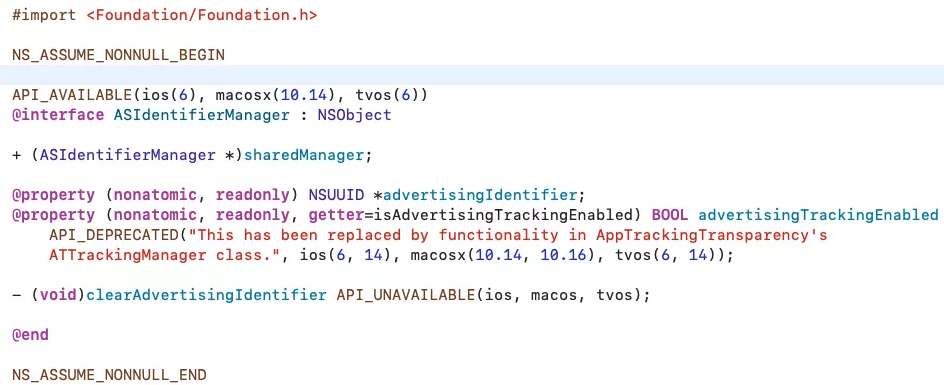 #import <Foundation/Foundation.h>
NS_ASSUME_NONNULL_BEGIN
API_AVAILABLE(ios(6), macosx(10.14), tvos(6))
@interface ASIdentifierManager : NSObject
+ (ASIdentifierManager *)sharedManager;
@property (nonatomic, readonly) NSUUID *advertisingIdentifier;
@property (nonatomic, readonly, getter=isAdvertisingTrackingEnabled) BOOL advertisingTrackingEnabled
API_DEPRECATED("This has been replaced by functionality in AppTrackingTransparency's
ATTrackingManager class.", ios(6, 14), macosx(10.14, 10.16), tvos(6, 14));
- (void)clearAdvertisingIdentifier API_UNAVAILABLE(ios, macos, tvos);
@end
NS_ASSUME_NONNULL_END